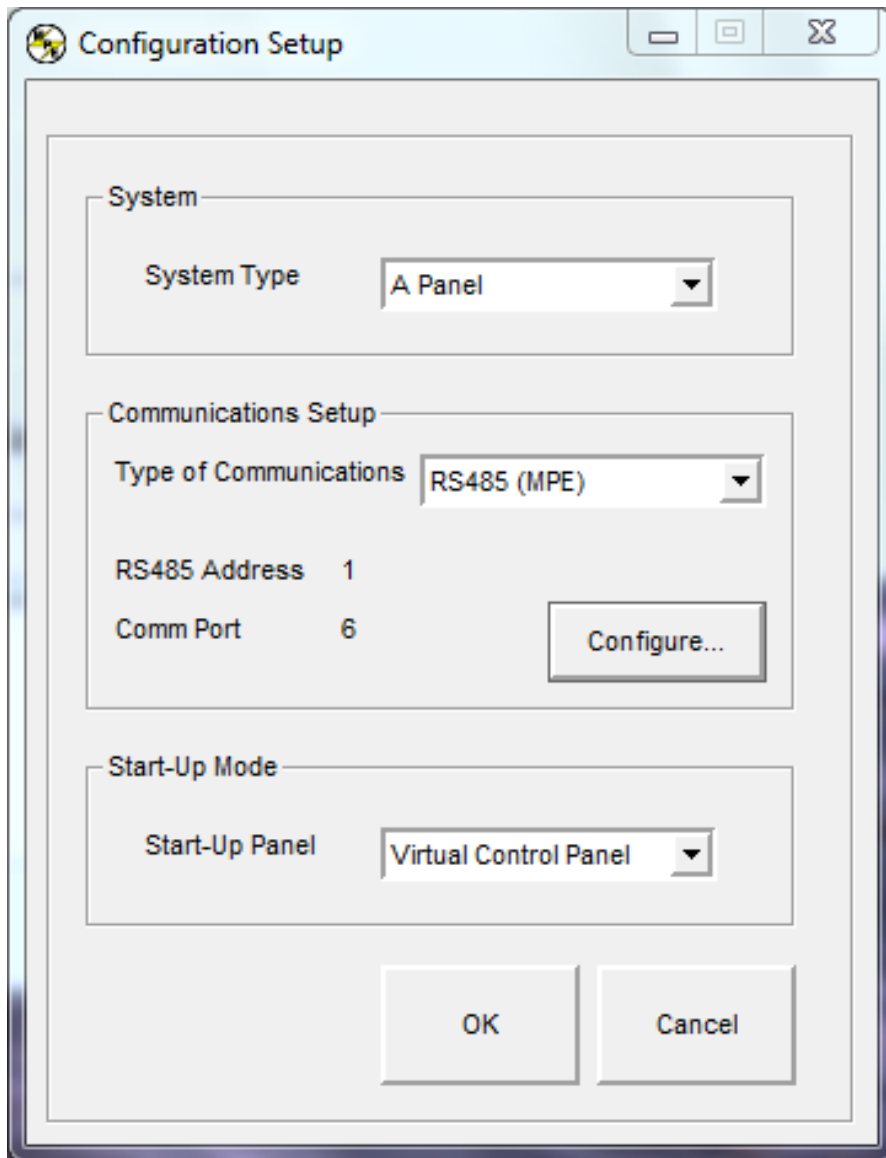 Configuration Setup
System
System Type A Panel
Communications Setup
Type of Communications RS485 (MPE)
RS485 Address 1
Comm Port 6
Configure...
Start-Up Mode
Start-Up Panel Virtual Control Panel
OK Cancel